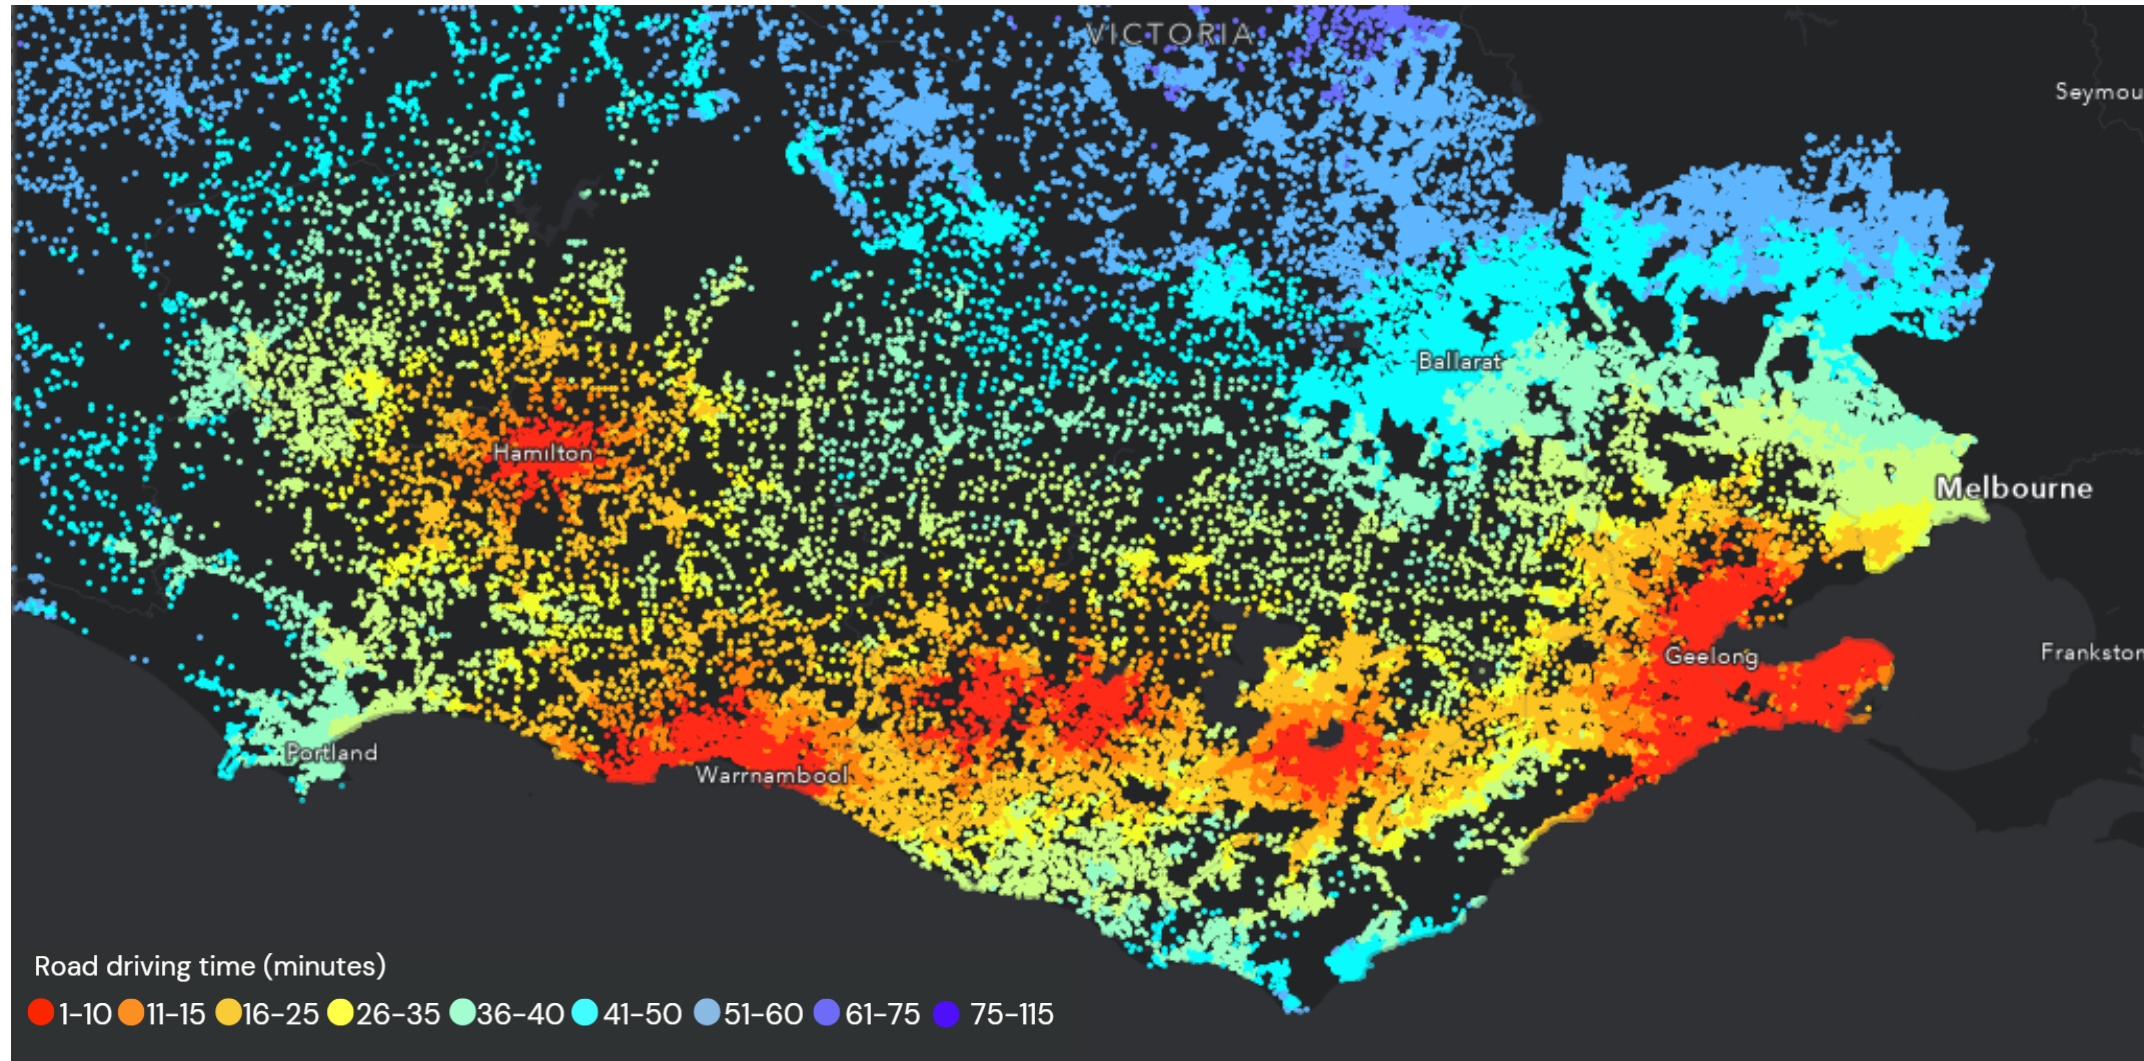 VICTORIA
Seymou
Ballarat
Hamilton
Melbourne
Geelong
Frankston
Portland
Warrnambool
Road driving time (minutes)
1-10 11-15 16-25 26-35 36-40 41-50 51-60 61-75 75-115